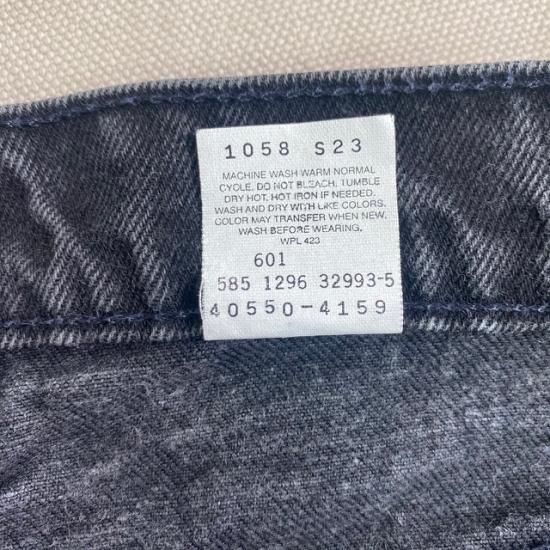 1058 S23
MACHINE WASH WARM NORMAL
CYCLE. DO NOT BLEACH. TUMBLE
DRY HOT. HOT IRON IF NEEDED.
WASH AND DRY WITH LIKE COLORS.
COLOR MAY TRANSFER WHEN NEW.
WASH BEFORE WEARING.
WPL 423
601
585 1296 32993-5
40550-4159